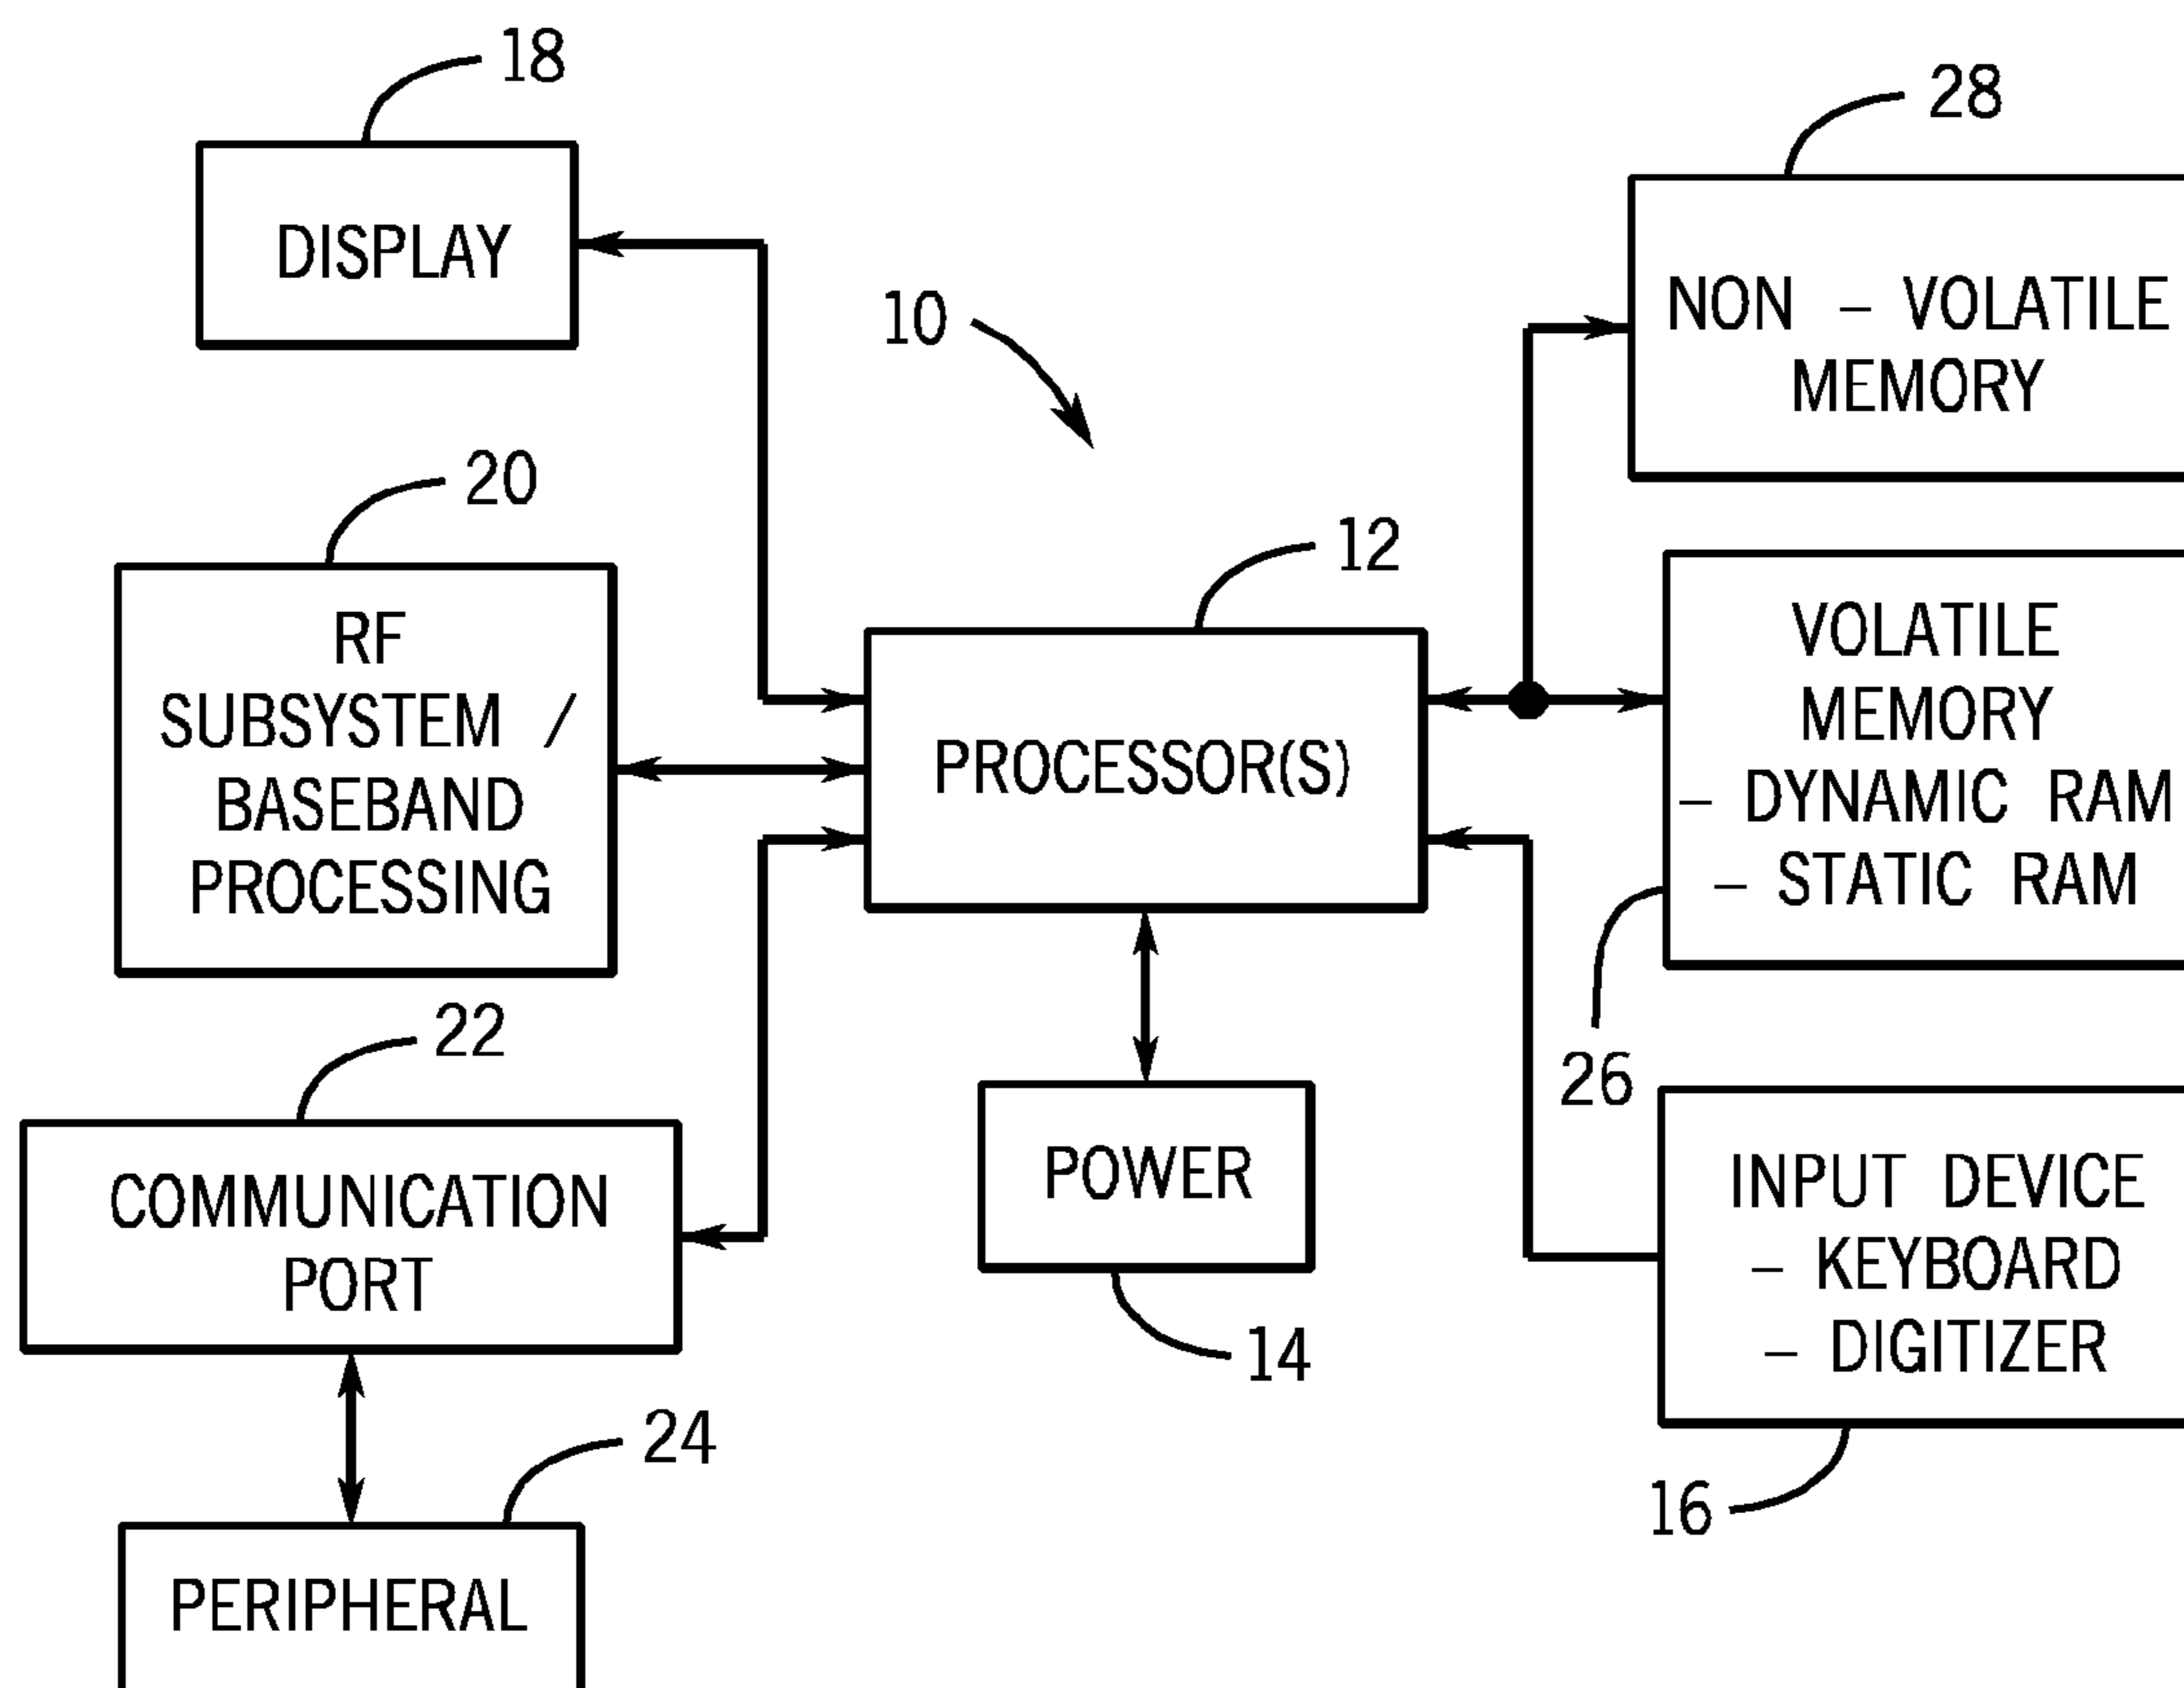 18
DISPLAY
10
28
NON – VOLATILE
MEMORY
20
RF
SUBSYSTEM /
BASEBAND
PROCESSING
12
PROCESSOR(S)
VOLATILE
MEMORY
– DYNAMIC RAM
– STATIC RAM
26
22
COMMUNICATION
PORT
POWER
14
INPUT DEVICE
– KEYBOARD
– DIGITIZER
16
24
PERIPHERAL